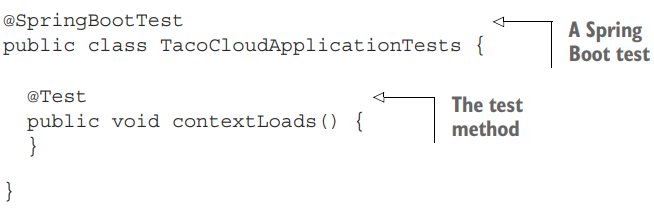 @SpringBootTest
public class TacoCloudApplicationTests {
A Spring
Boot test
@Test
public void contextLoads() {
The test
method
}
}